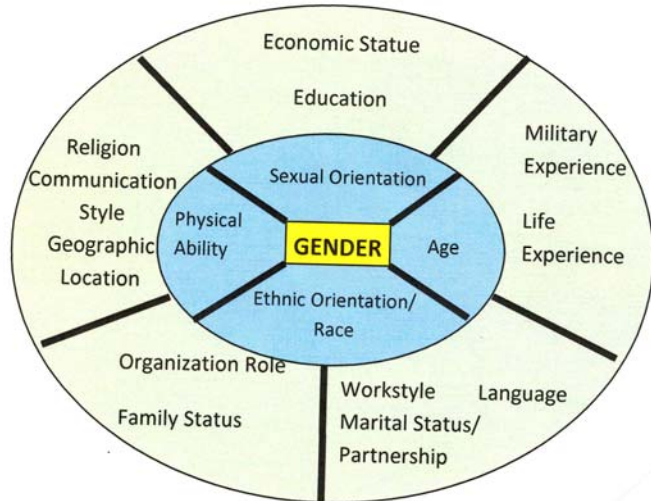 Economic Statue
Education
Military
Experience
Life
Experience
Religion
Communication
Style
Geographic
Location
Sexual Orientation
Physical
Ability
GENDER
Age
Ethnic Orientation/
Race
Organization Role
Family Status
Workstyle
Language
Marital Status/
Partnership